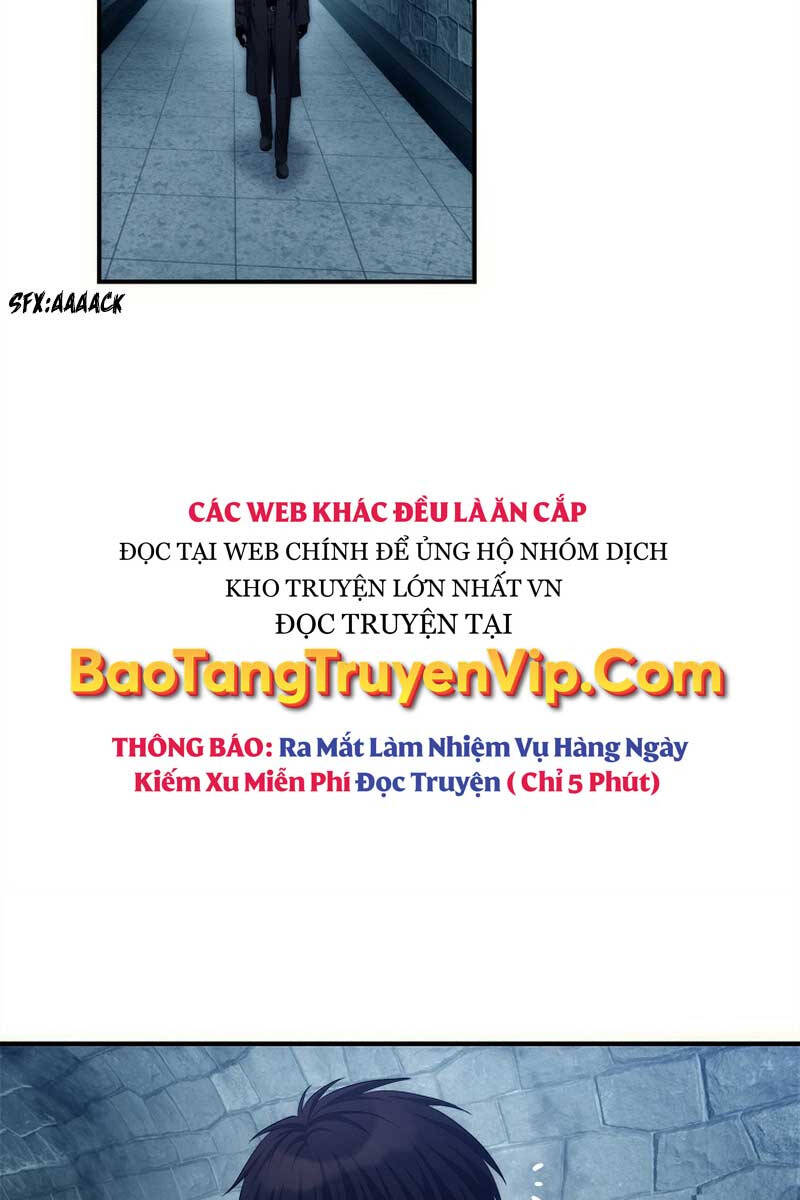 SFX:AAAAACK
CÁC WEB KHÁC ĐỀU LÀ ĂN CẮP
ĐỌC TẠI WEB CHÍNH ĐỂ ỦNG HỘ NHÓM DỊCH
KHO TRUYỆN LỚN NHẤT VN
ĐỌC TRUYỆN TẠI
BaoTangTruyenVip.Com
THÔNG BÁO: Ra Mắt Làm Nhiệm Vụ Hàng Ngày
Kiếm Xu Miễn Phí Đọc Truyện ( Chỉ 5 Phút)